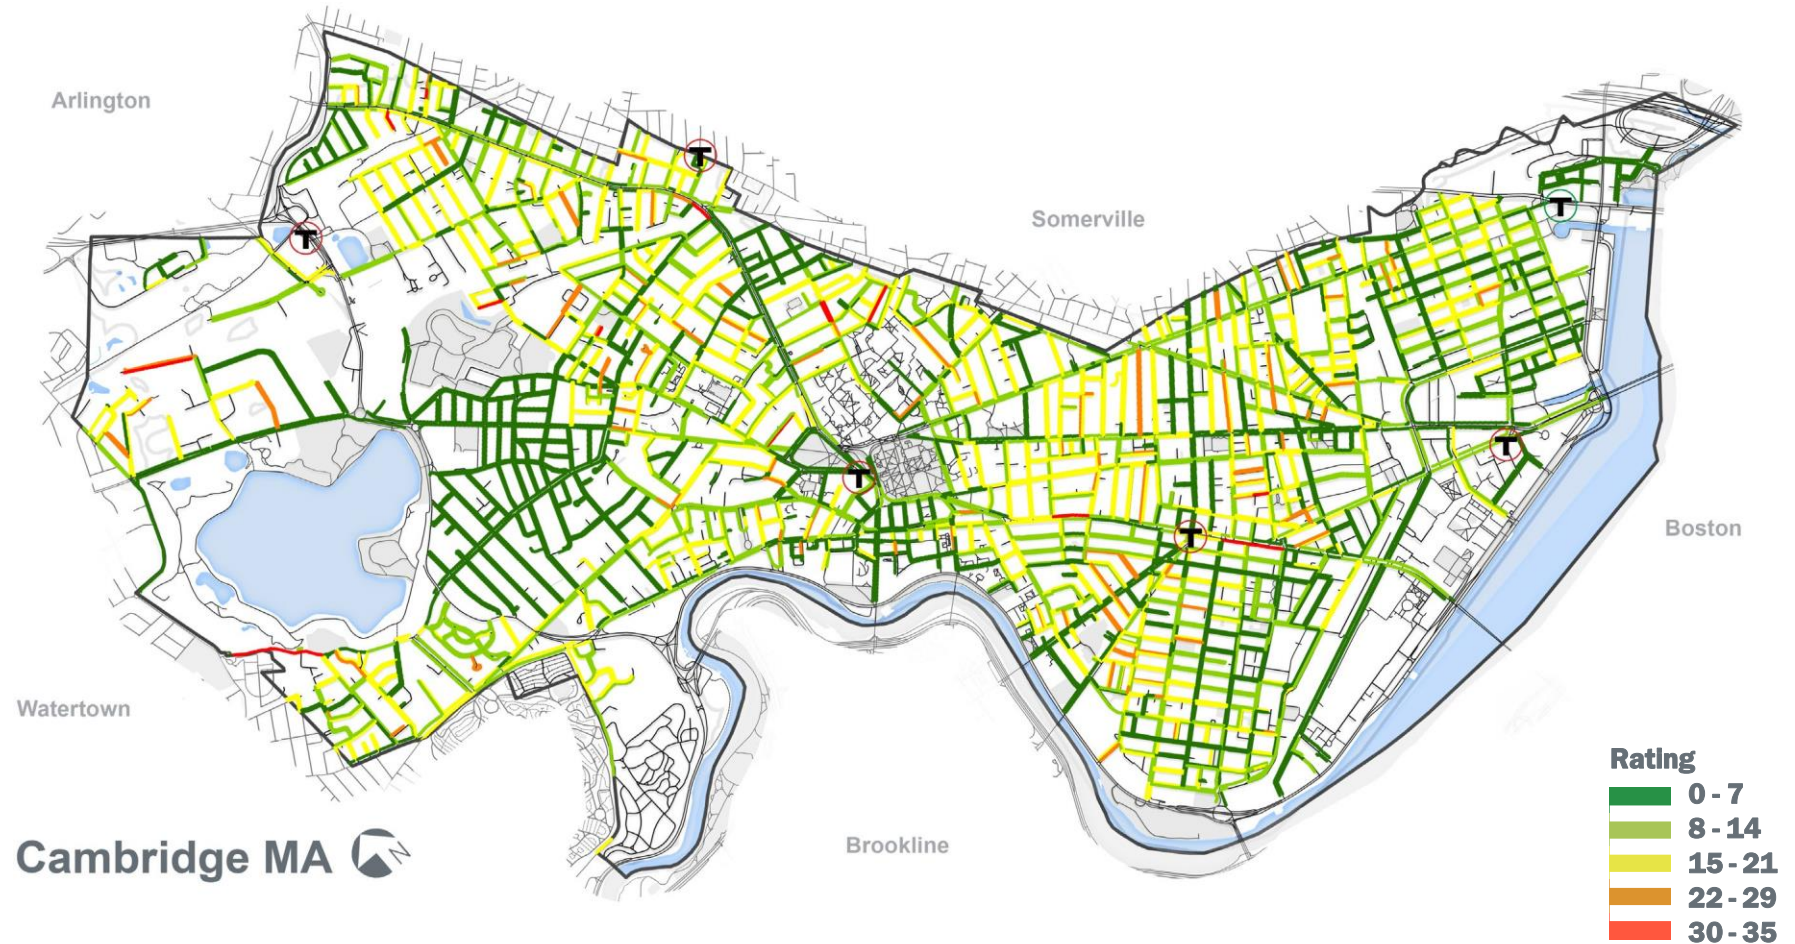 Arlington
T
T
Somerville
T
T
T
T
Boston
Watertown
Brookline
Cambridge MA
N
Rating
0 - 7
8 - 14
15 - 21
22 - 29
30 - 35